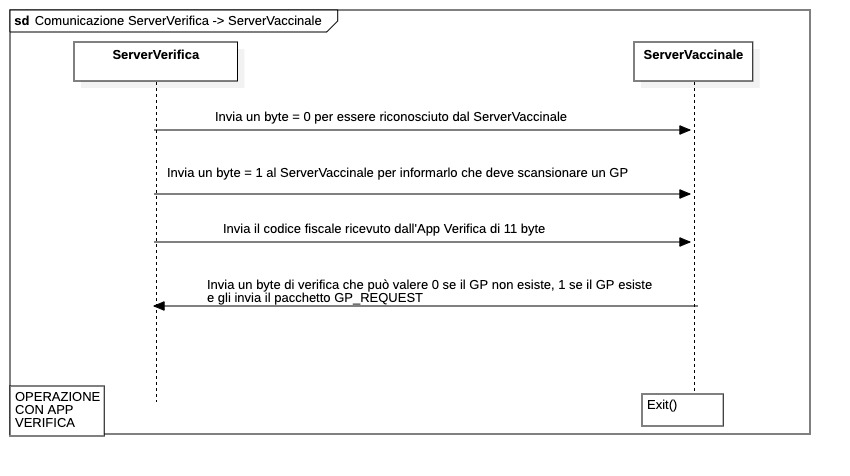 sd Comunicazione ServerVerifica -> ServerVaccinale
ServerVerifica
ServerVaccinale
Invia un byte = 0 per essere riconosciuto dal ServerVaccinale
Invia un byte = 1 al ServerVaccinale per informarlo che deve scansionare un GP
Invia il codice fiscale ricevuto dall'App Verifica di 11 byte
Invia un byte di verifica che può valere 0 se il GP non esiste, 1 se il GP esiste
e gli invia il pacchetto GP_REQUEST
OPERAZIONE
CON APP
VERIFICA
Exit()